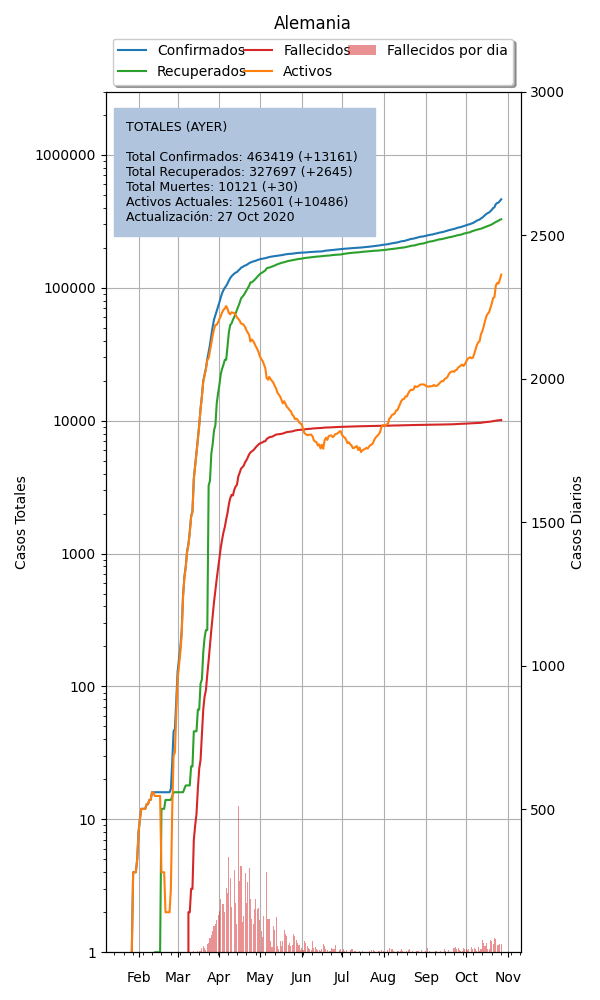 Alemania
Confirmados Fallecidos Fallecidos por dia
Recuperados Activos
TOTALES (AYER)
Total Confirmados: 463419 (+13161)
Total Recuperados: 327697 (+2645)
Total Muertes: 10121 (+30)
Activos Actuales: 125601 (+10486)
Actualización: 27 Oct 2020
Casos Totales
1000000
100000
10000
1000
100
10
1
3000
2500
2000
1500
1000
500
Casos Diarios
Feb Mar Apr May Jun Jul Aug Sep Oct Nov